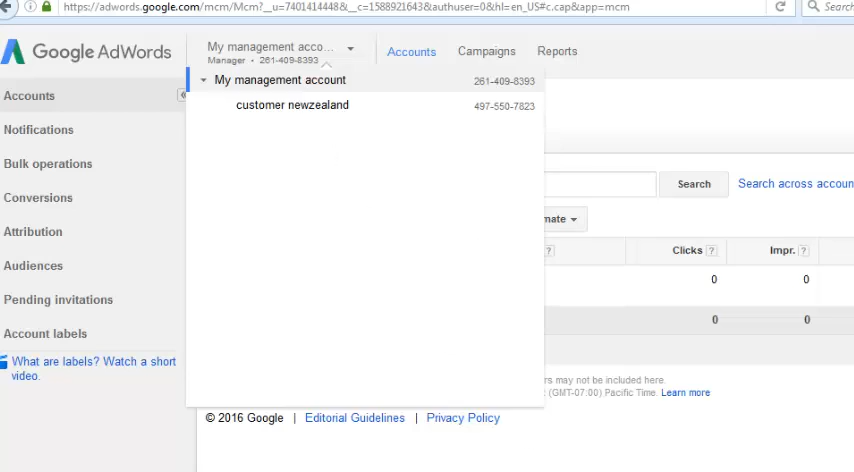 https://adwords.google.com/mcm/Mcm?__u=7401414448&__c=1588921643&authuser=0&hl=en_US#c.cap&app=mcm
Search
Google AdWords
My management acco...
Manager • 261-409-8393
Accounts
Campaigns
Reports
My management account 261-409-8393
customer newzealand 497-550-7823
Accounts
Notifications
Bulk operations
Conversions
Attribution
Audiences
Pending invitations
Account labels
What are labels? Watch a short
video.
Search
Search across accoun
mate
?
Clicks ?
Impr. ?
0 0
0 0
rs may not be included here.
(GMT-07:00) Pacific Time. Learn more
© 2016 Google | Editorial Guidelines | Privacy Policy